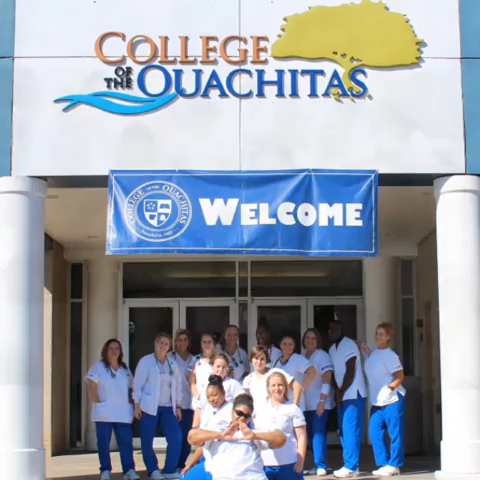 COLLEGE
OF THE OUACHITAS
COLLEGE OF THE OUACHITAS
WELCOME